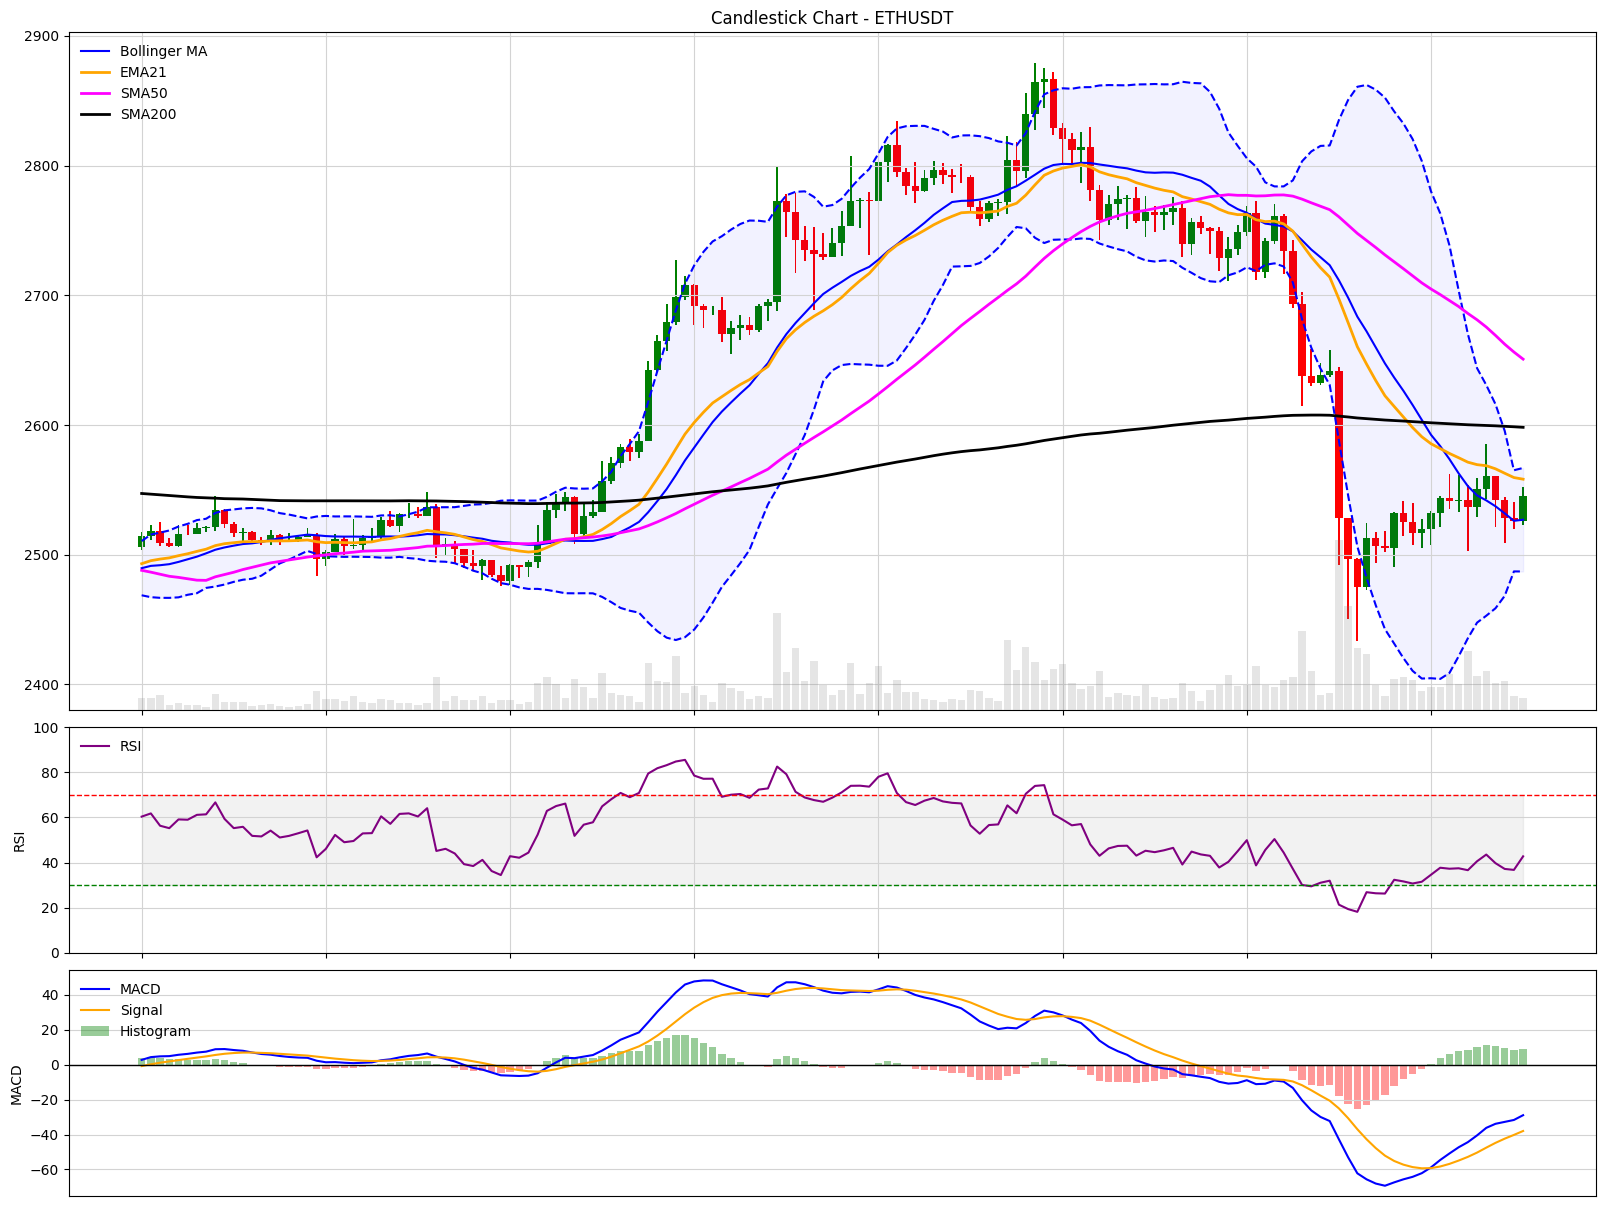 Candlestick Chart - ETHUSDT
2900
2800
2700
2600
2500
2400
Bollinger MA
EMA21
SMA50
SMA200
100
80
60
40
20
0
RSI
RSI
40
20
0
−20
−40
−60
MACD
MACD
Signal
Histogram